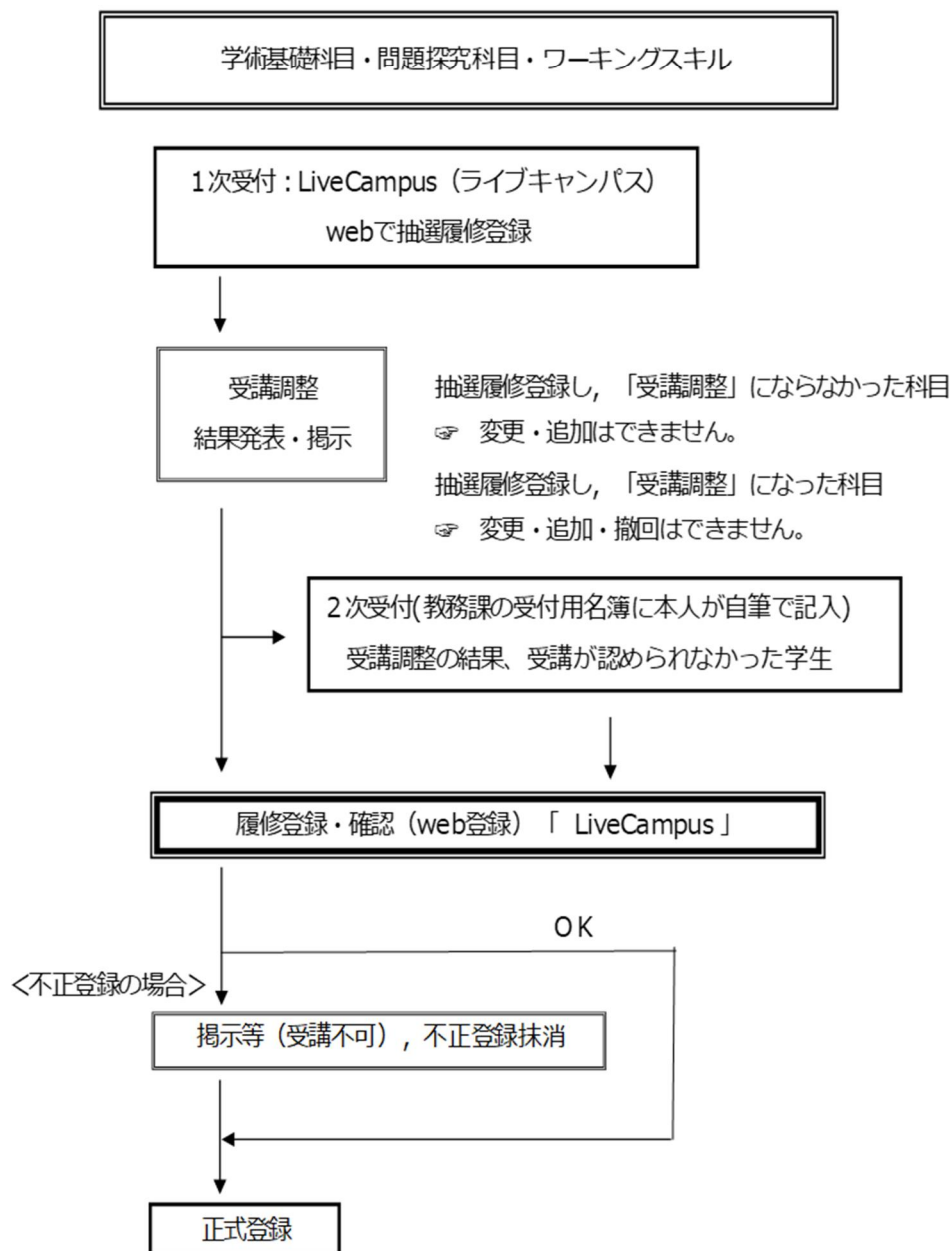 学術基礎科目・問題探究科目・ワーキングスキル
1次受付：LiveCampus（ライブキャンパス）
webで抽選履修登録
受講調整
結果発表・掲示
抽選履修登録し，「受講調整」にならなかった科目
☞ 変更・追加はできません。
抽選履修登録し，「受講調整」になった科目
☞ 変更・追加・撤回はできません。
２次受付(教務課の受付用名簿に本人が自筆で記入)
受講調整の結果、受講が認められなかった学生
履修登録・確認（web登録）「 LiveCampus 」
ＯＫ
＜不正登録の場合＞
掲示等（受講不可），不正登録抹消
正式登録